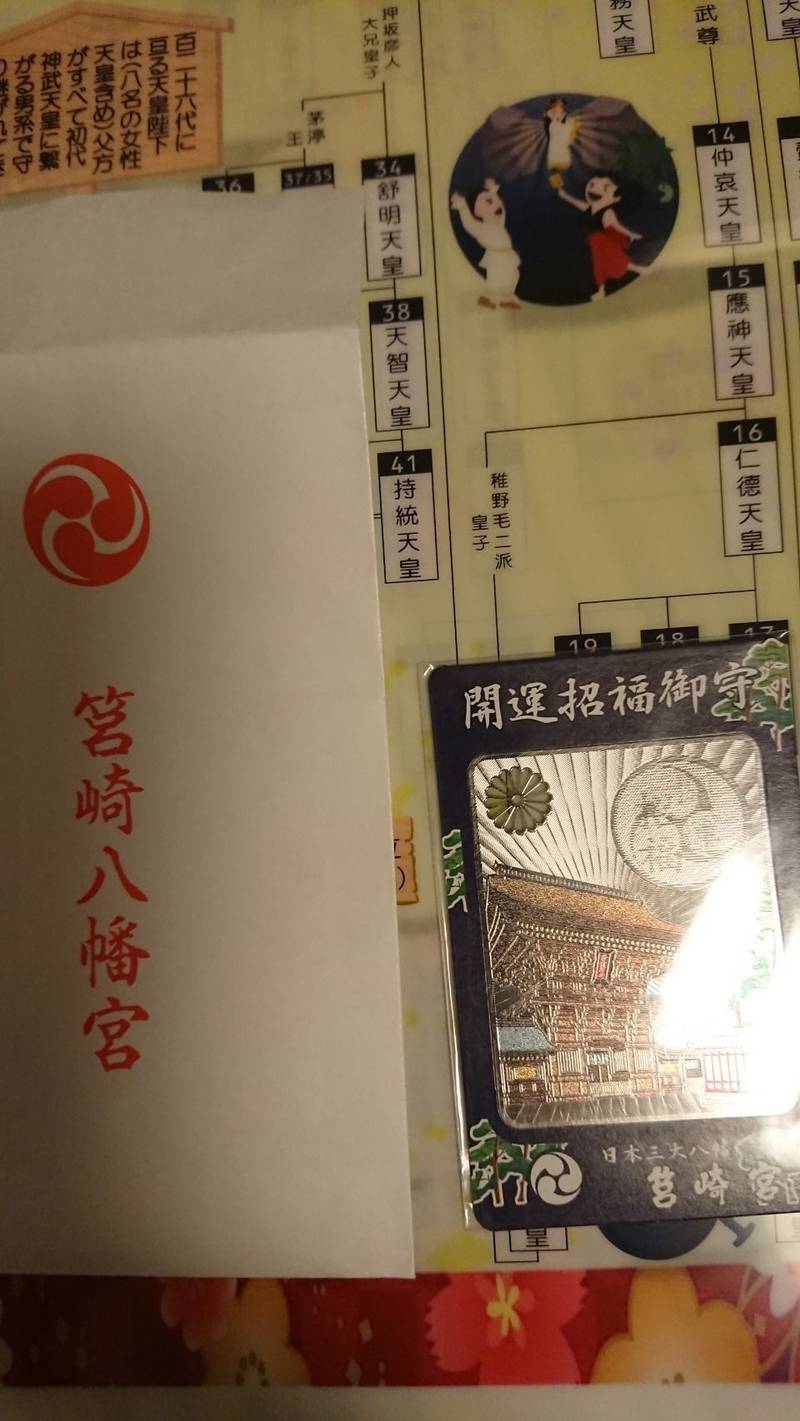 務天皇
武尊
百二十六代に
亘る天皇陛下
は(八名の女性
天皇含め)父方
がすべて初代
神武天皇に繋
がる男系で守
押坂彦人
大兄皇子
茅渟
王
36
37/35
34
舒明天皇
38
天智天皇
41
持統天皇
14
仲哀天皇
15
應神天皇
16
仁德天皇
稚野毛二派
皇子
19
18
17
筥崎八幡宮
開運招福御守
日本三大八幡
筥崎宮